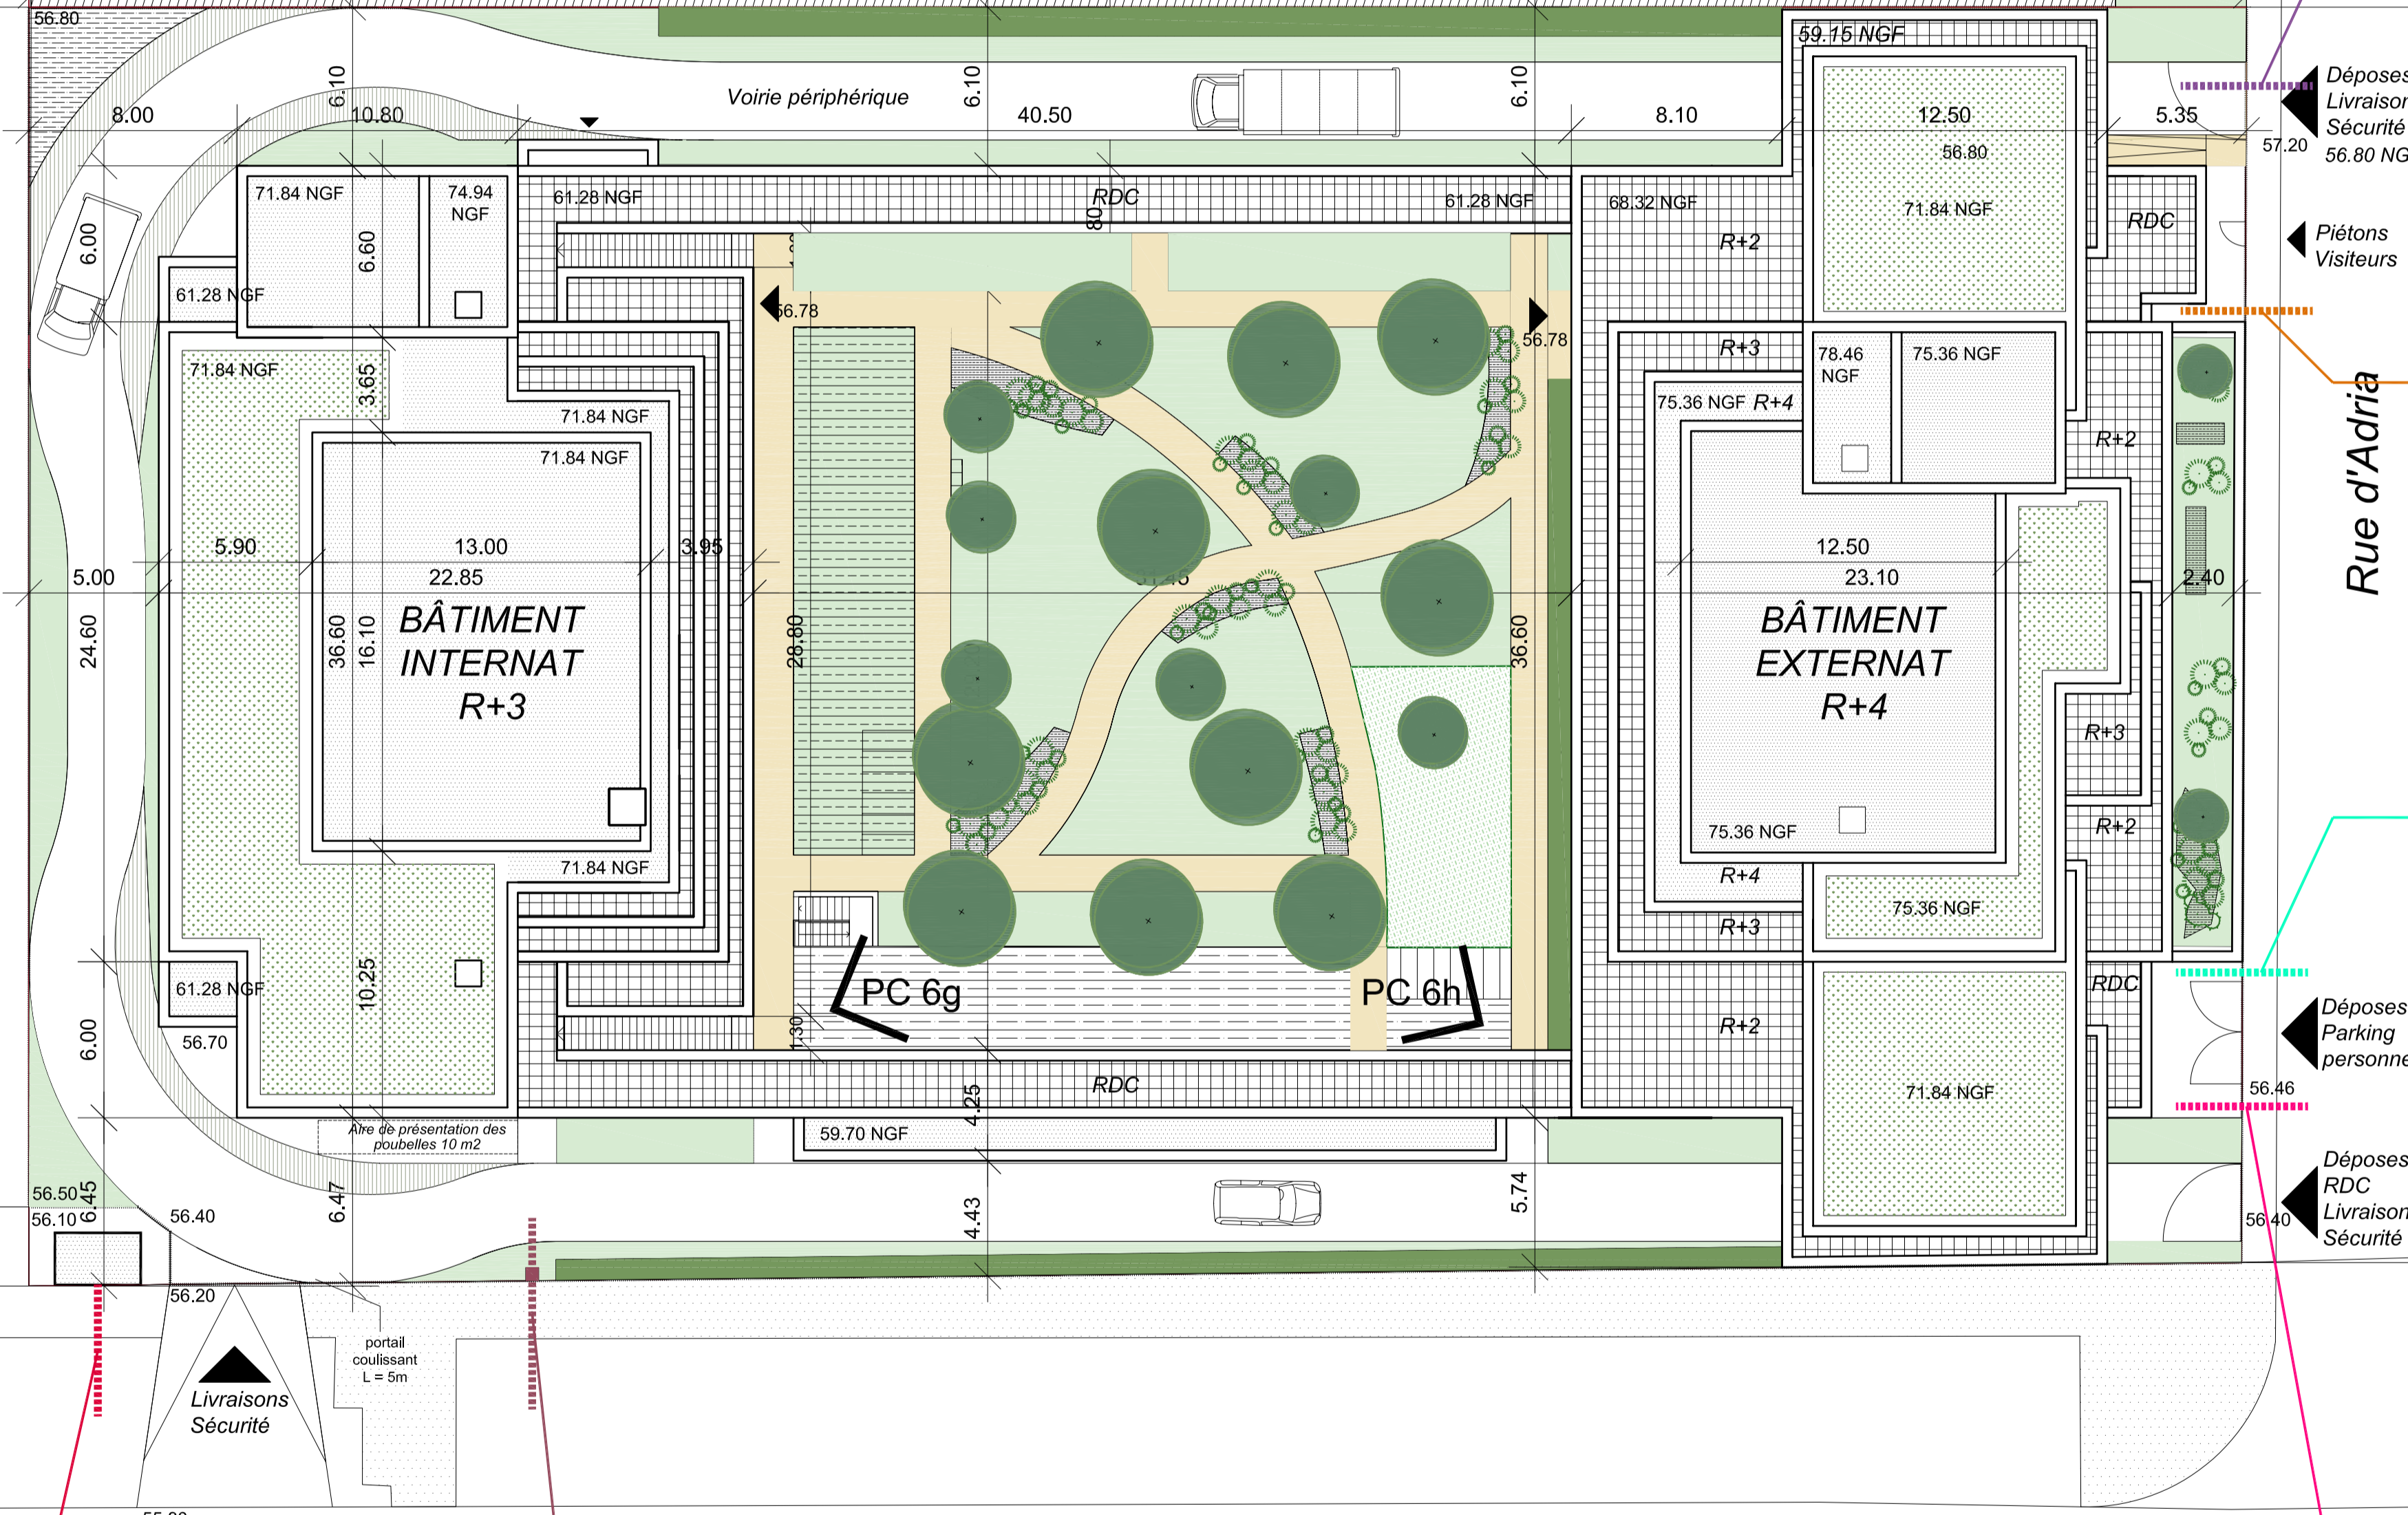 56.80
59.15 NGF
6.10
6.10
6.10
Voirie périphérique
8.00
10.80
40.50
8.10
12.50
5.35
Déposes
Livraison
Sécurité
56.80 NG
57.20
56.80
71.84 NGF
74.94
NGF
61.28 NGF
RDC
61.28 NGF
68.32 NGF
71.84 NGF
RDC
R+2
Piétons
Visiteurs
6.00
6.60
80
61.28 NGF
56.78
56.78
R+3
78.46
NGF
75.36 NGF
71.84 NGF
3.65
71.84 NGF
75.36 NGF R+4
R+2
Rue d'Adria
71.84 NGF
5.90
13.00
3.95
12.50
5.00
22.85
23.10
2.40
24.60
36.60
16.10
28.80
36.60
BÂTIMENT
INTERNAT
R+3
BÂTIMENT
EXTERNAT
R+4
R+3
75.36 NGF
R+2
71.84 NGF
R+4
75.36 NGF
R+3
61.28 NGF
10.25
PC 6g
PC 6h
RDC
R+2
6.00
56.70
1.30
Déposes
Parking
personne
RDC
4.25
71.84 NGF
56.46
Aire de présentation des
poubelles 10 m2
59.70 NGF
Déposes
RDC
Livraison
Sécurité
56.50
56.10
6.45
56.40
6.47
4.43
5.74
56.40
56.20
portail
coulissant
L = 5m
Livraisons
Sécurité